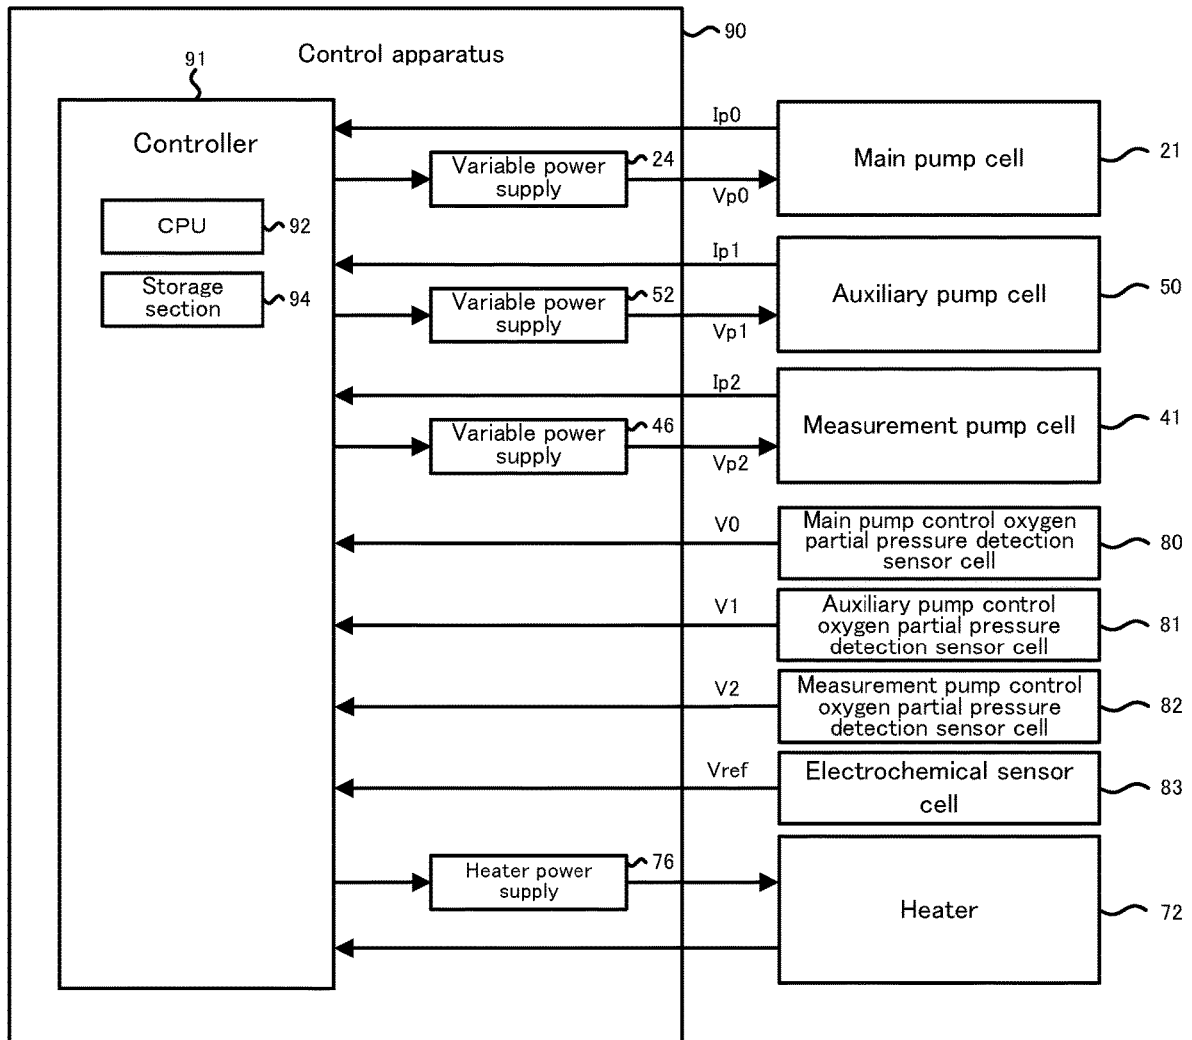 90
Control apparatus
91
Controller
CPU
92
Storage
section
94
Ip0
Variable power
supply
24
Vp0
Main pump cell
21
Ip1
Variable power
supply
52
Vp1
Auxiliary pump cell
50
Ip2
Variable power
supply
46
Vp2
Measurement pump cell
41
V0
Main pump control oxygen
partial pressure detection
sensor cell
80
V1
Auxiliary pump control
oxygen partial pressure
detection sensor cell
81
V2
Measurement pump control
oxygen partial pressure
detection sensor cell
82
Vref
Electrochemical sensor
cell
83
Heater power
supply
76
Heater
72